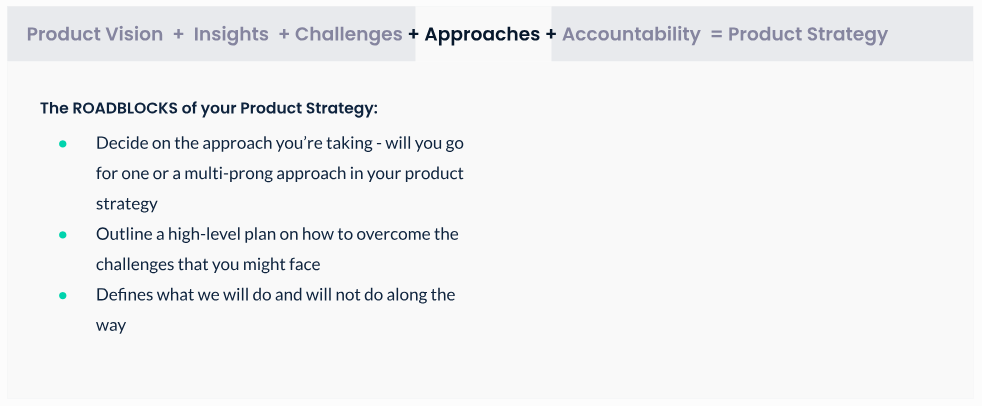 Product Vision + Insights + Challenges + Approaches + Accountability = Product Strategy
The ROADBLOCKS of your Product Strategy:
● Decide on the approach you’re taking - will you go
for one or a multi-prong approach in your product
strategy
● Outline a high-level plan on how to overcome the
challenges that you might face
● Defines what we will do and will not do along the
way